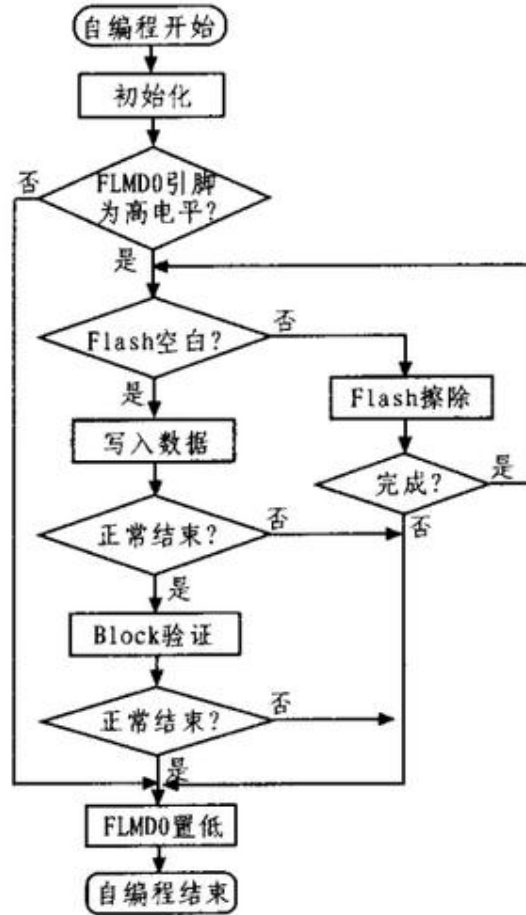 自编程开始
初始化
否
FLMD0引脚
为高电平?
是
Flash空白?
否
是
Flash擦除
写入数据
完成?
是
否
正常结束?
否
是
Block验证
否
正常结束?
是
FLMD0置低
自编程结束